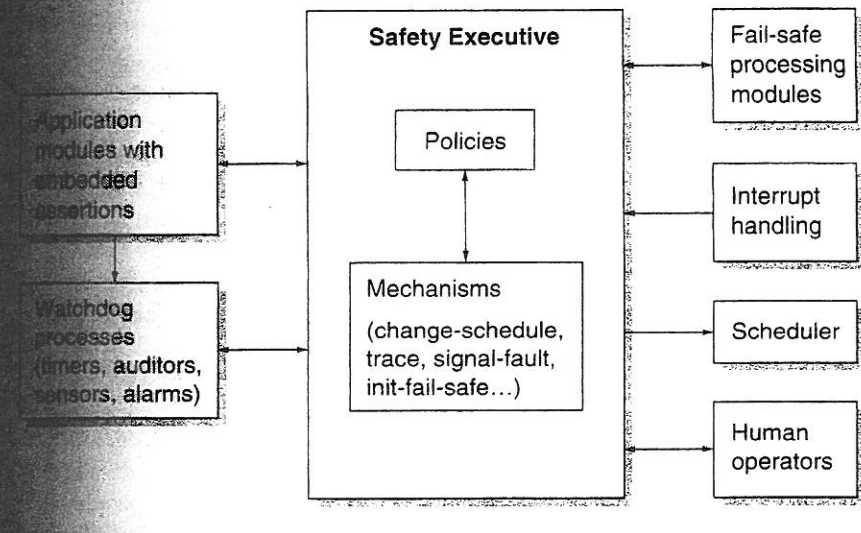 Safety Executive
Policies
Mechanisms
(change-schedule,
trace, signal-fault,
init-fail-safe...)
Application
modules with
embedded
assertions
Watchdog
processes
(timers, auditors,
sensors, alarms)
Fail-safe
processing
modules
Interrupt
handling
Scheduler
Human
operators